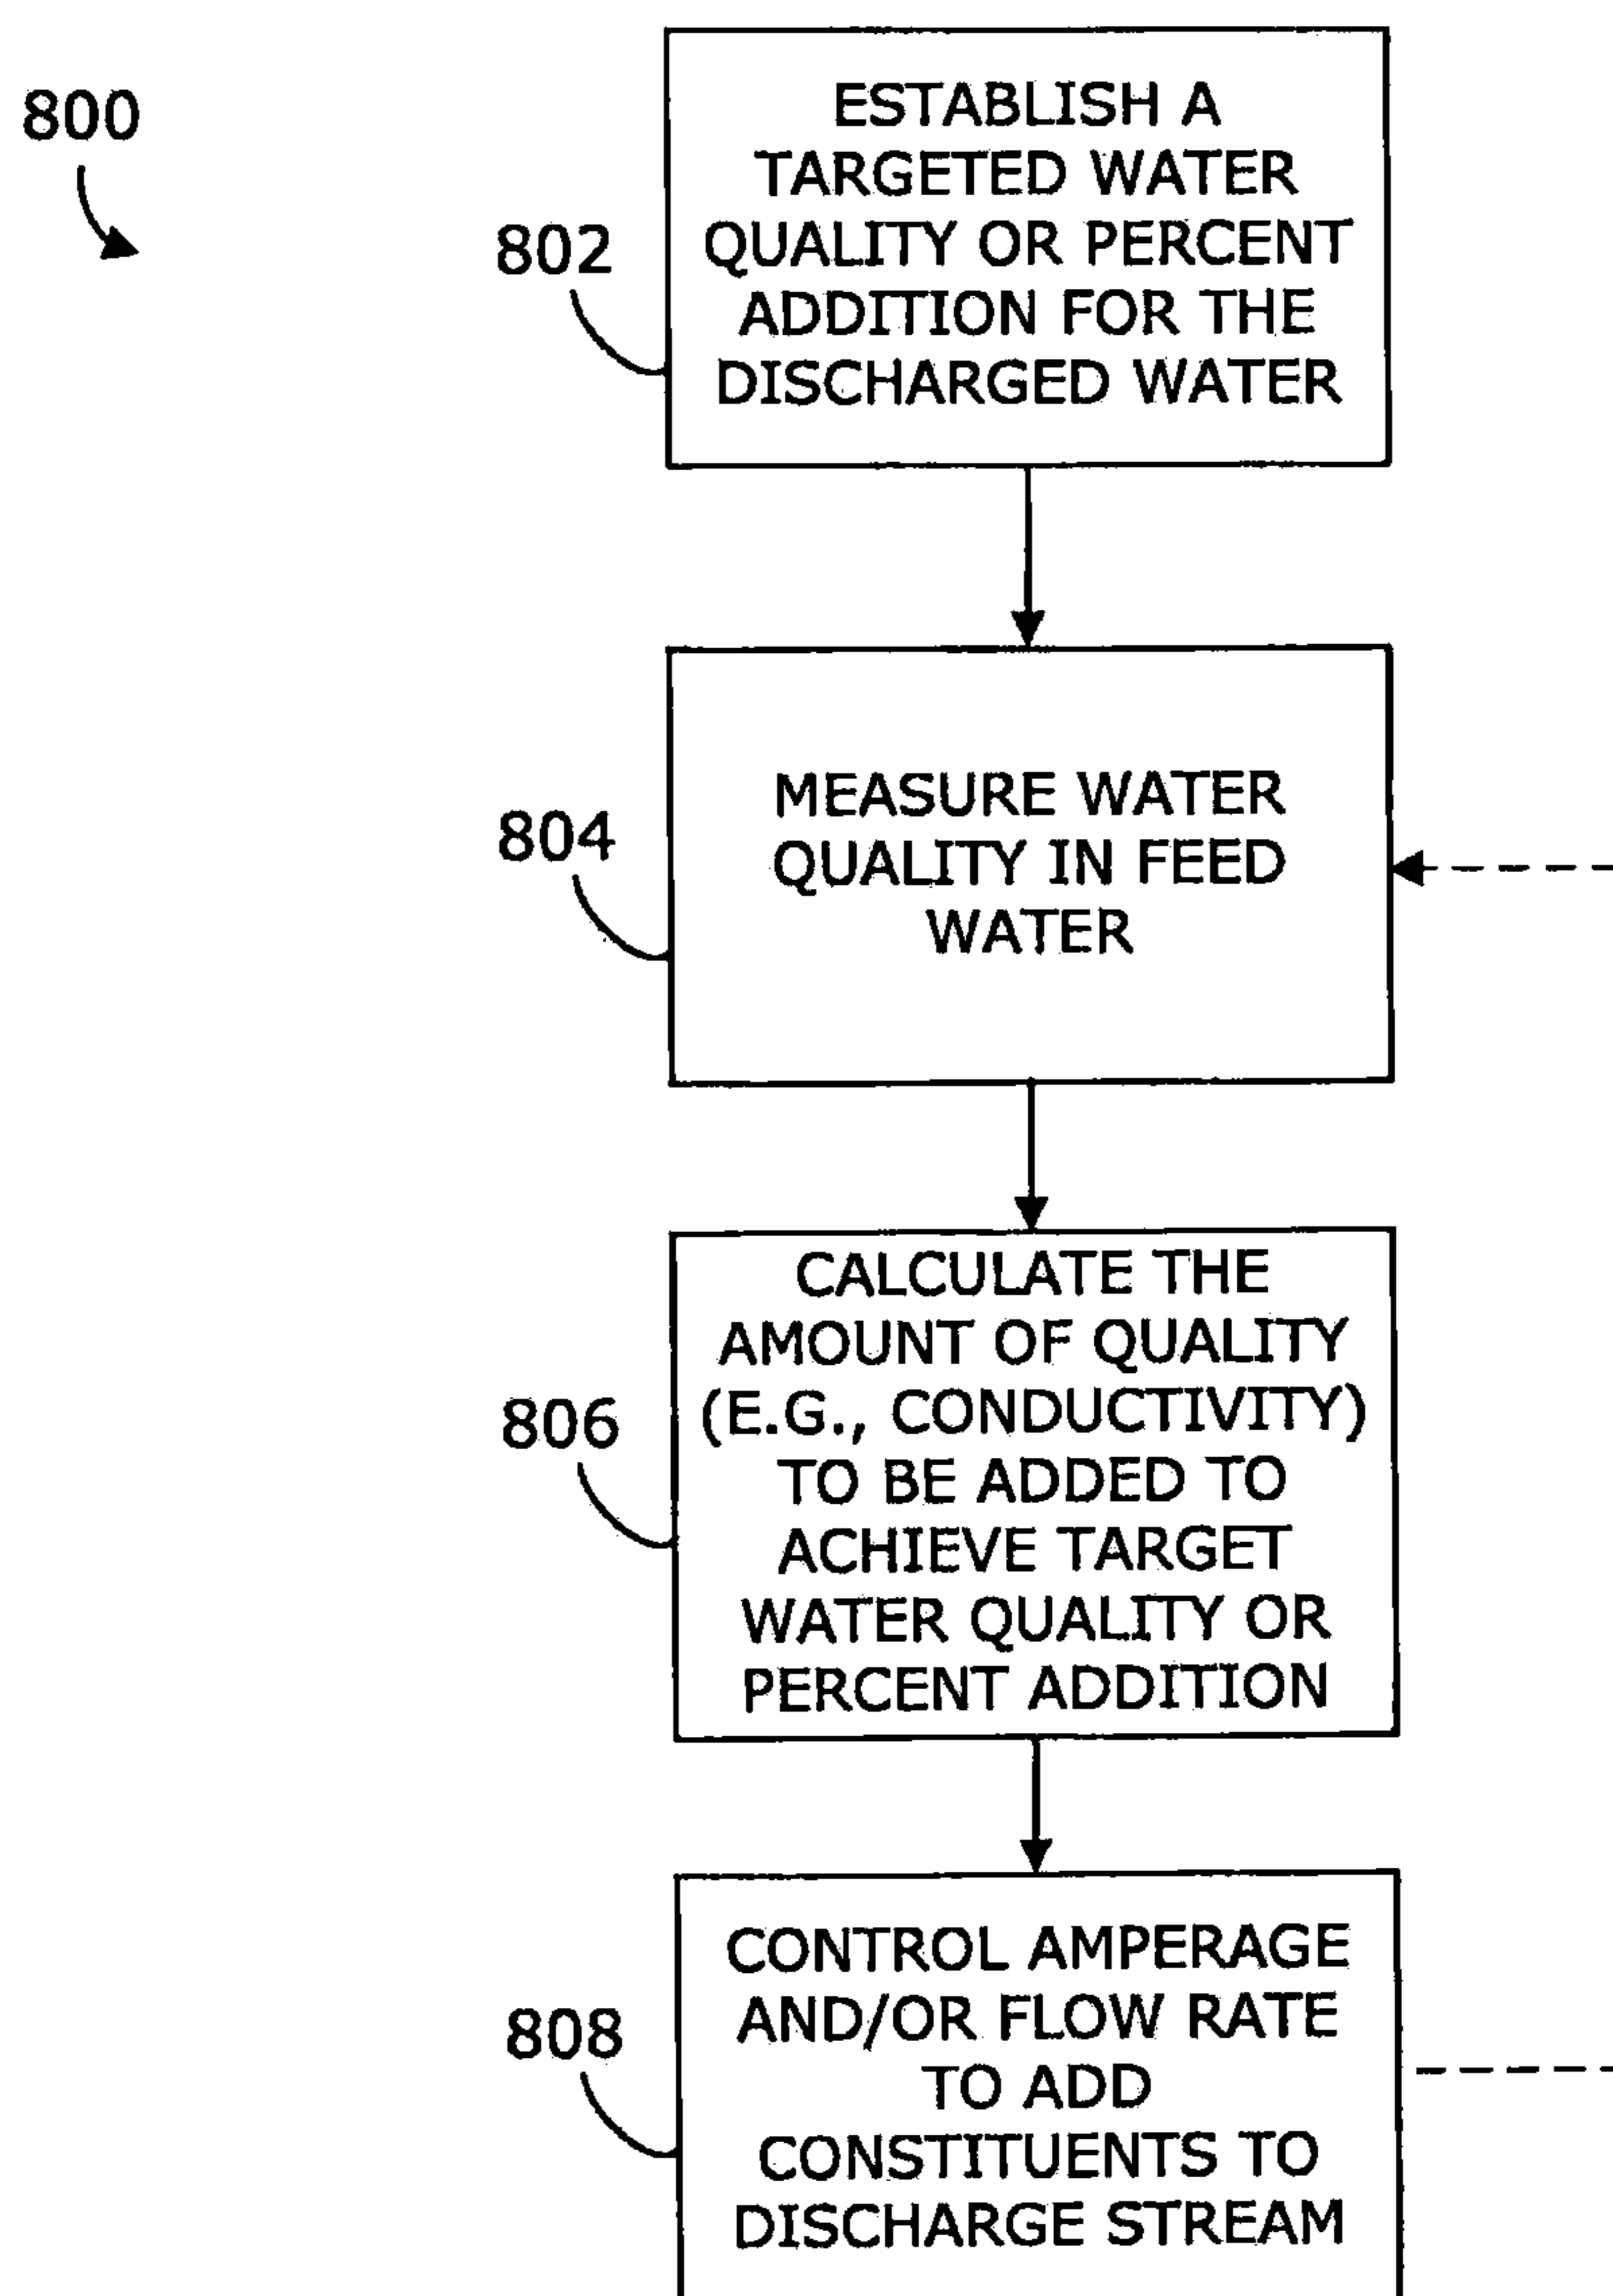 800
802
ESTABLISH A
TARGETED WATER
QUALITY OR PERCENT
ADDITION FOR THE
DISCHARGED WATER
804
MEASURE WATER
QUALITY IN FEED
WATER
806
CALCULATE THE
AMOUNT OF QUALITY
(E.G., CONDUCTIVITY)
TO BE ADDED TO
ACHIEVE TARGET
WATER QUALITY OR
PERCENT ADDITION
808
CONTROL AMPERAGE
AND/OR FLOW RATE
TO ADD
CONSTITUENTS TO
DISCHARGE STREAM